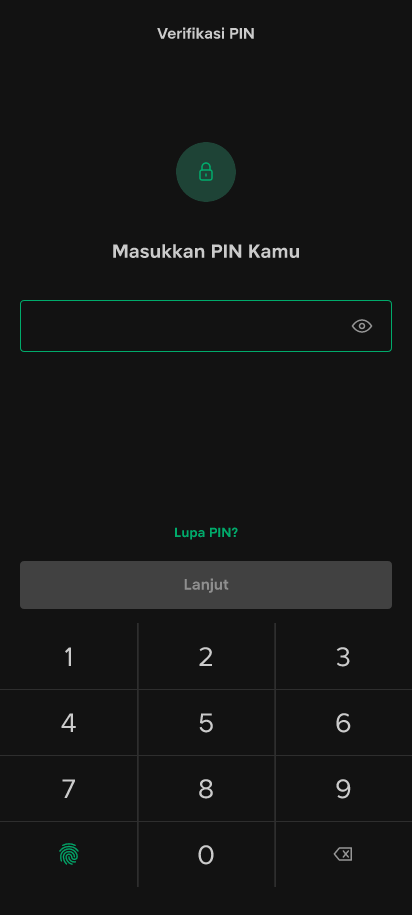 Verifikasi PIN
Masukkan PIN Kamu
Lupa PIN?
Lanjut
1 2 3
4 5 6
7 8 9
0